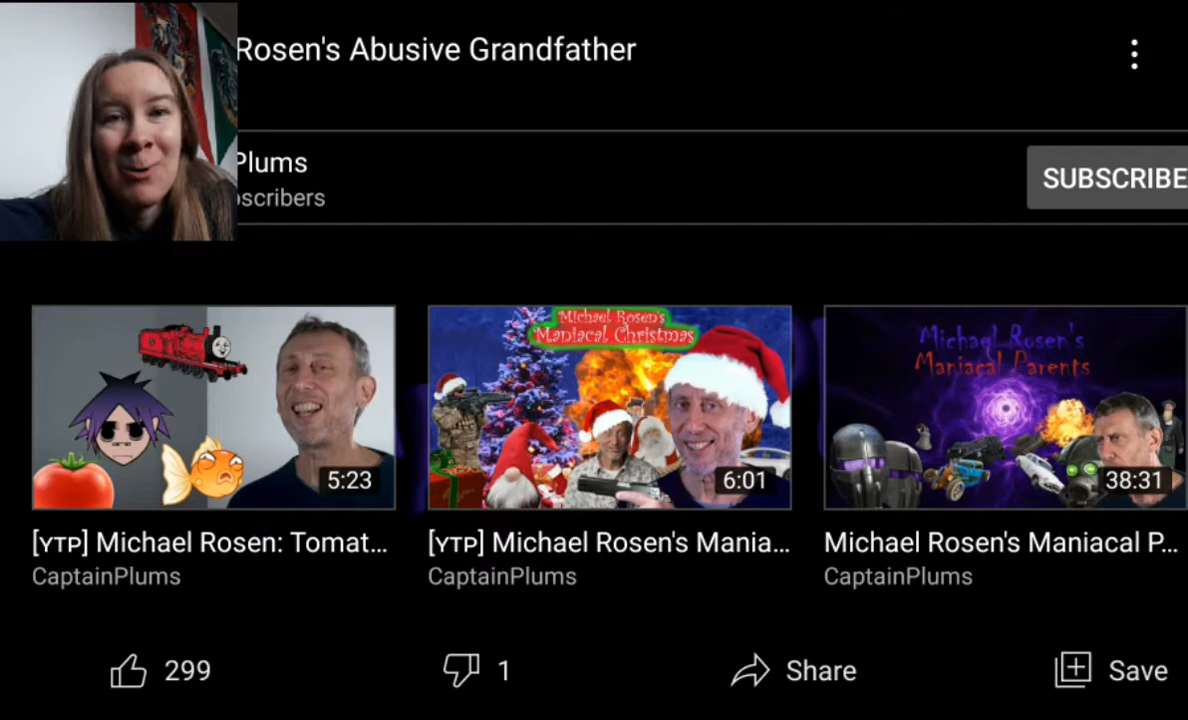 Rosen's Abusive Grandfather
Plums
bscribers
SUBSCRIBE
Michael Rosen's
Maniacal Christmas
Michael Rosen's
Maniacal Parents
5:23
6:01
38:31
[YTP] Michael Rosen: Tomat...
[YTP] Michael Rosen's Mania...
Michael Rosen's Maniacal P...
CaptainPlums
CaptainPlums
CaptainPlums
299
1
Share
Save